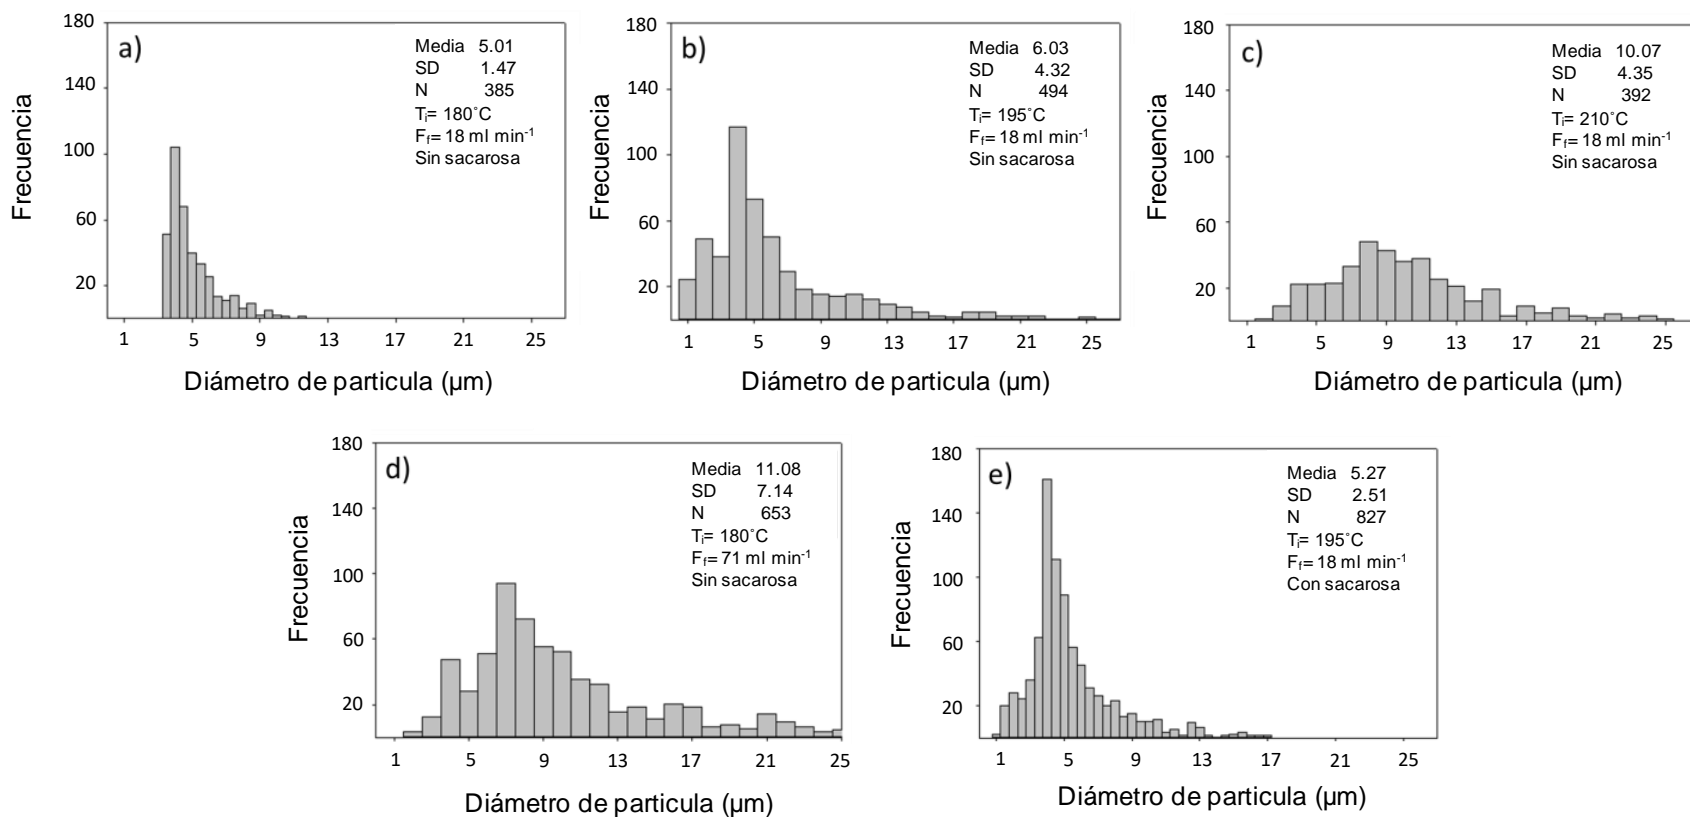 a)
Media 5.01
SD 1.47
N 385
Tᵢ= 180˚C
F_f= 18 ml min⁻¹
Sin sacarosa
Frecuencia
180
140
100
60
20
1 5 9 13 17 21 25
Diámetro de particula (µm)
b)
Media 6.03
SD 4.32
N 494
Tᵢ= 195˚C
F_f= 18 ml min⁻¹
Sin sacarosa
Frecuencia
180
140
100
60
20
1 5 9 13 17 21 25
Diámetro de particula (µm)
c)
Media 10.07
SD 4.35
N 392
Tᵢ= 210˚C
F_f= 18 ml min⁻¹
Sin sacarosa
Frecuencia
180
140
100
60
20
1 5 9 13 17 21 25
Diámetro de particula (µm)
d)
Media 11.08
SD 7.14
N 653
Tᵢ= 180˚C
F_f= 71 ml min⁻¹
Sin sacarosa
Frecuencia
180
140
100
60
20
1 5 9 13 17 21 25
Diámetro de particula (µm)
e)
Media 5.27
SD 2.51
N 827
Tᵢ= 195˚C
F_f= 18 ml min⁻¹
Con sacarosa
Frecuencia
180
140
100
60
20
1 5 9 13 17 21 25
Diámetro de particula (µm)